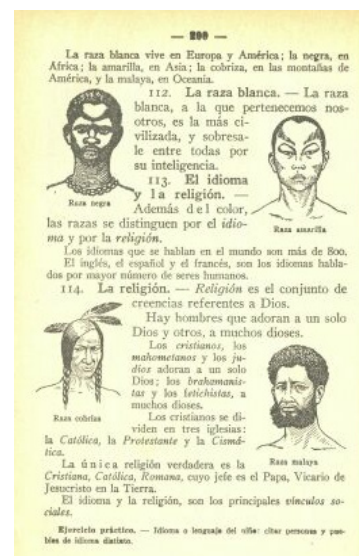 — 200 —
La raza blanca vive en Europa y América; la negra, en
Africa; la amarilla, en Asia; la cobriza, en las montañas de
América, y la malaya, en Oceanía.
112. La raza blanca. — La raza
blanca, a la que pertenecemos nos-
otros, es la más ci-
vilizada, y sobresa-
le entre todas por
su inteligencia.
Raza negra
113. El idioma
y la religión. —
Además del color,
las razas se distinguen por el idio-
ma y por la religión.
Raza amarilla
Los idiomas que se hablan en el mundo son más de 800.
El inglés, el español y el francés, son los idiomas habla-
dos por mayor número de seres humanos.
114. La religión. — Religión es el conjunto de
creencias referentes a Dios.
Hay hombres que adoran a un solo
Dios y otros, a muchos dioses.
Los cristianos, los
mahometanos y los ju-
díos adoran a un solo
Dios; los brahamanis-
tas y los fetichistas, a
muchos dioses.
Raza cobriza
Los cristianos se di-
viden en tres iglesias:
la Católica, la Protestante y la Cismá-
tica.
Raza malaya
La única religión verdadera es la
Cristiana, Católica, Romana, cuyo jefe es el Papa, Vicario de
Jesucristo en la Tierra.
El idioma y la religión, son los principales vínculos so-
ciales.
Ejercicio práctico. — Idioma o lenguaje del niño: citar personas y pue-
blos de idioma distinto.